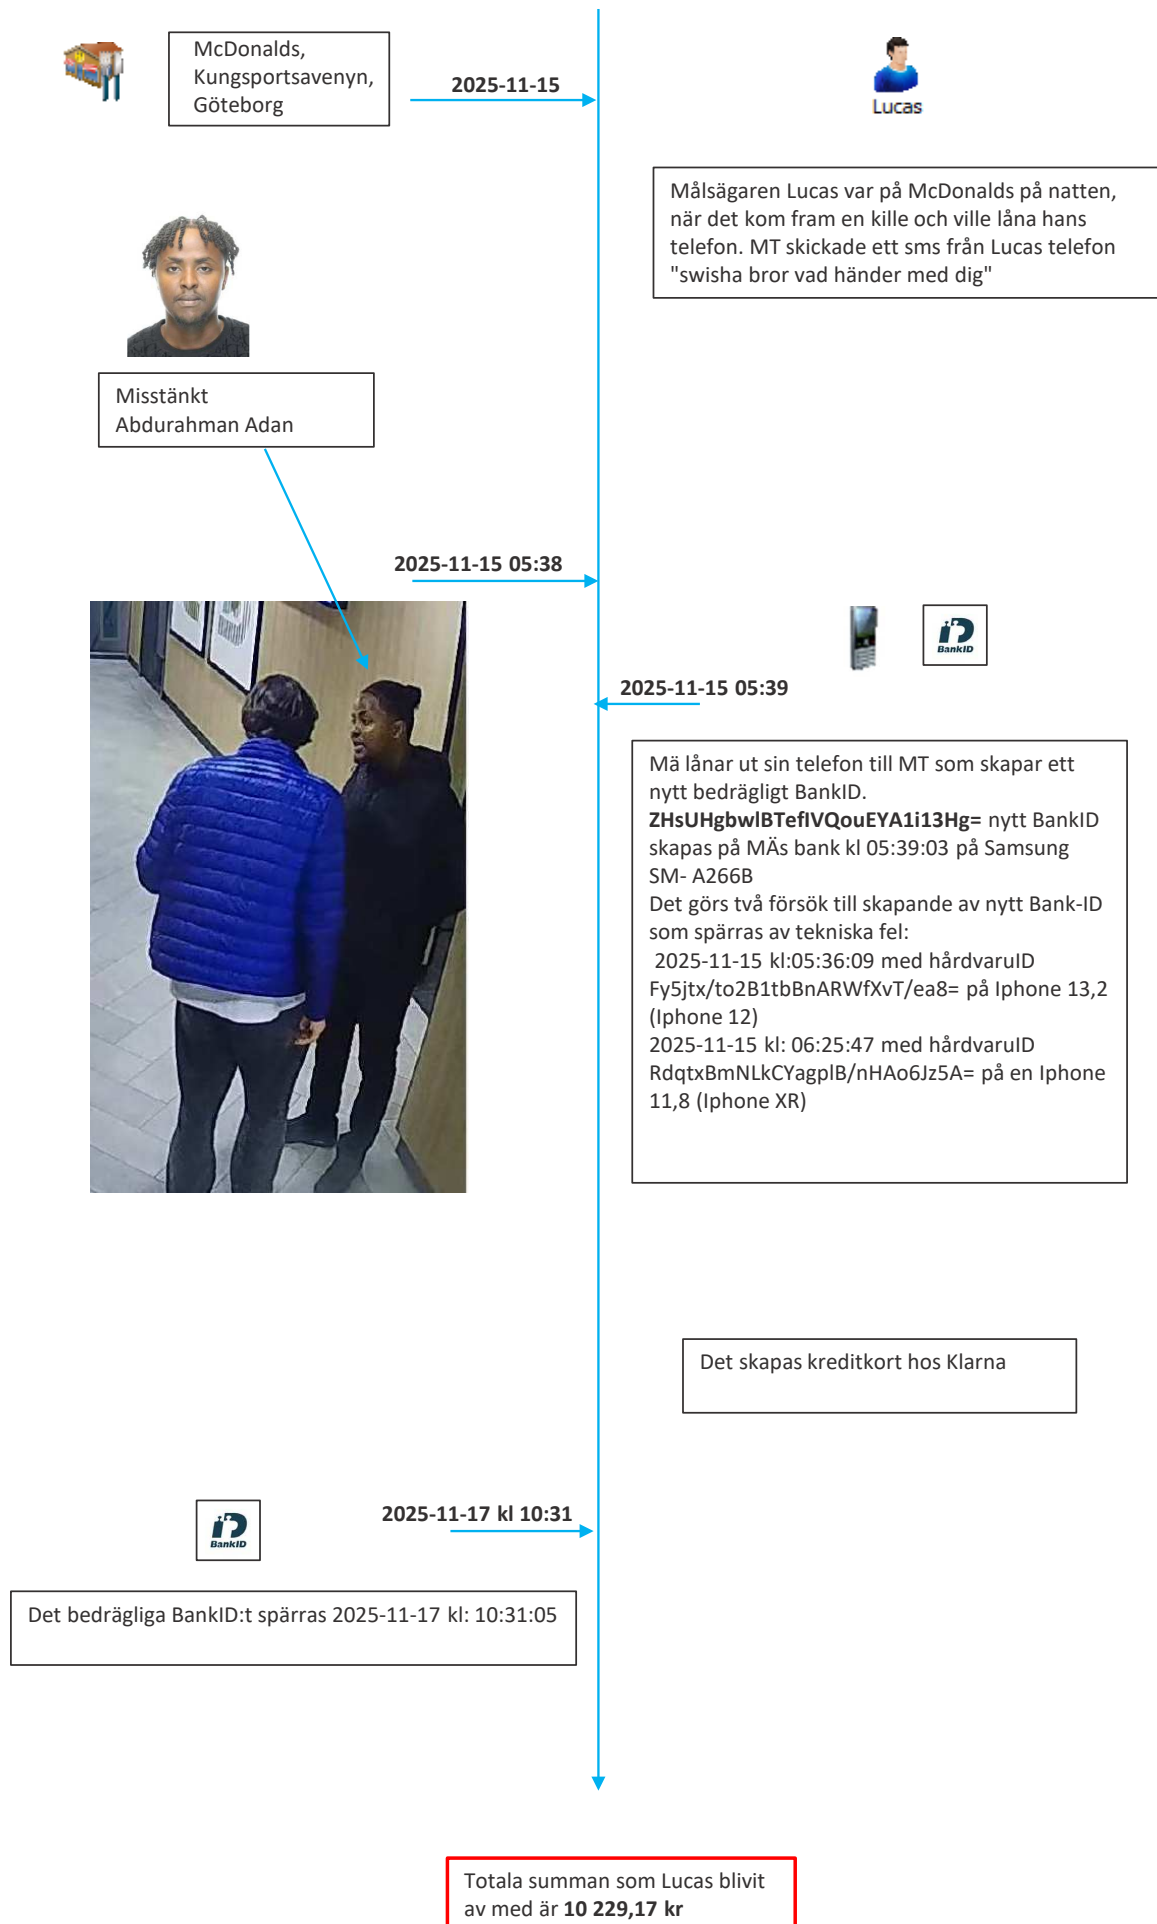 McDonalds,
Kungsportsavenyn,
Göteborg
2025-11-15
Lucas
Målsägaren Lucas var på McDonalds på natten,
när det kom fram en kille och ville låna hans
telefon. MT skickade ett sms från Lucas telefon
"swisha bror vad händer med dig"
Misstänkt
Abdurahman Adan
2025-11-15 05:38
BankID
2025-11-15 05:39
Mä lånar ut sin telefon till MT som skapar ett
nytt bedrägligt BankID.
ZHsUHgbwlBTefIVQouEYA1i13Hg= nytt BankID
skapas på MÄs bank kl 05:39:03 på Samsung
SM- A266B
Det görs två försök till skapande av nytt Bank-ID
som spärras av tekniska fel:
2025-11-15 kl:05:36:09 med hårdvaruID
Fy5jtx/to2B1tbBnARWfXvT/ea8= på Iphone 13,2
(Iphone 12)
2025-11-15 kl: 06:25:47 med hårdvaruID
RdqtxBmNLkCYagplB/nHAo6Jz5A= på en Iphone
11,8 (Iphone XR)
Det skapas kreditkort hos Klarna
2025-11-17 kl 10:31
BankID
Det bedrägliga BankID:t spärras 2025-11-17 kl: 10:31:05
Totala summan som Lucas blivit
av med är 10 229,17 kr